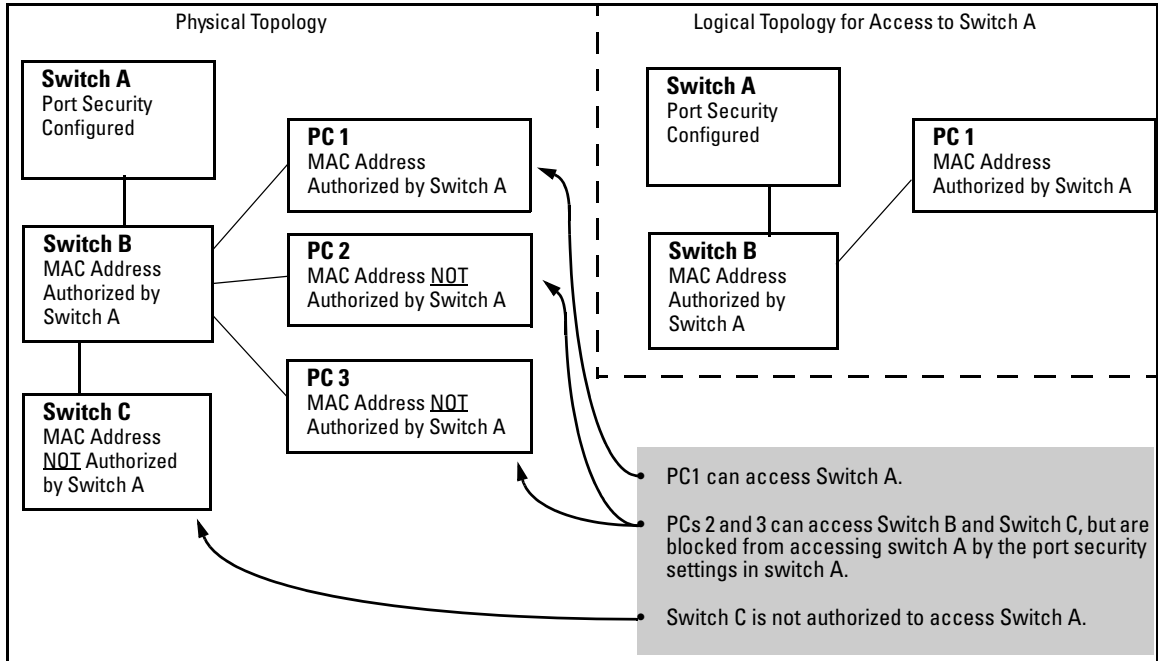 Physical Topology
Switch A
Port Security
Configured
PC 1
MAC Address
Authorized by Switch A
Switch B
MAC Address
Authorized by
Switch A
PC 2
MAC Address NOT
Authorized by Switch A
PC 3
MAC Address NOT
Authorized by Switch A
Switch C
MAC Address
NOT Authorized
by Switch A
Logical Topology for Access to Switch A
Switch A
Port Security
Configured
PC 1
MAC Address
Authorized by Switch A
Switch B
MAC Address
Authorized by
Switch A
• PC1 can access Switch A.
• PCs 2 and 3 can access Switch B and Switch C, but are
blocked from accessing switch A by the port security
settings in switch A.
• Switch C is not authorized to access Switch A.